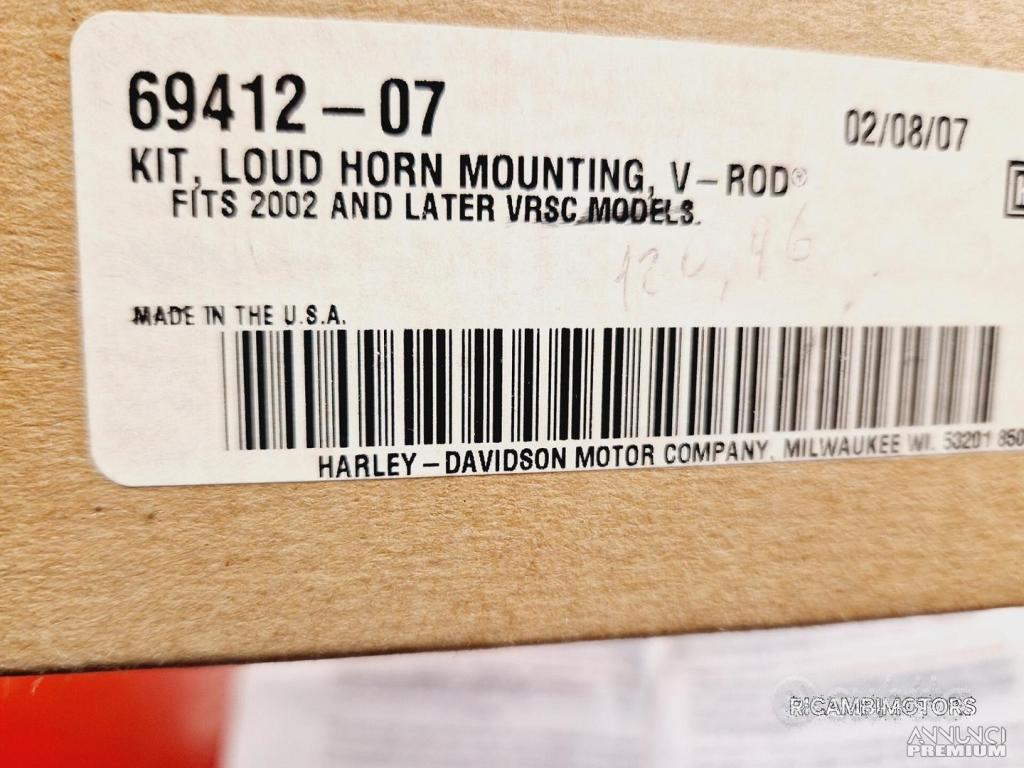 69412-07
02/08/07
KIT, LOUD HORN MOUNTING, V-ROD®
FITS 2002 AND LATER VRSC MODELS.
MADE IN THE U.S.A.
HARLEY-DAVIDSON MOTOR COMPANY, MILWAUKEE WI. 53201 850
RICAMBIMOTORS
ANNUNCI
PREMIUM